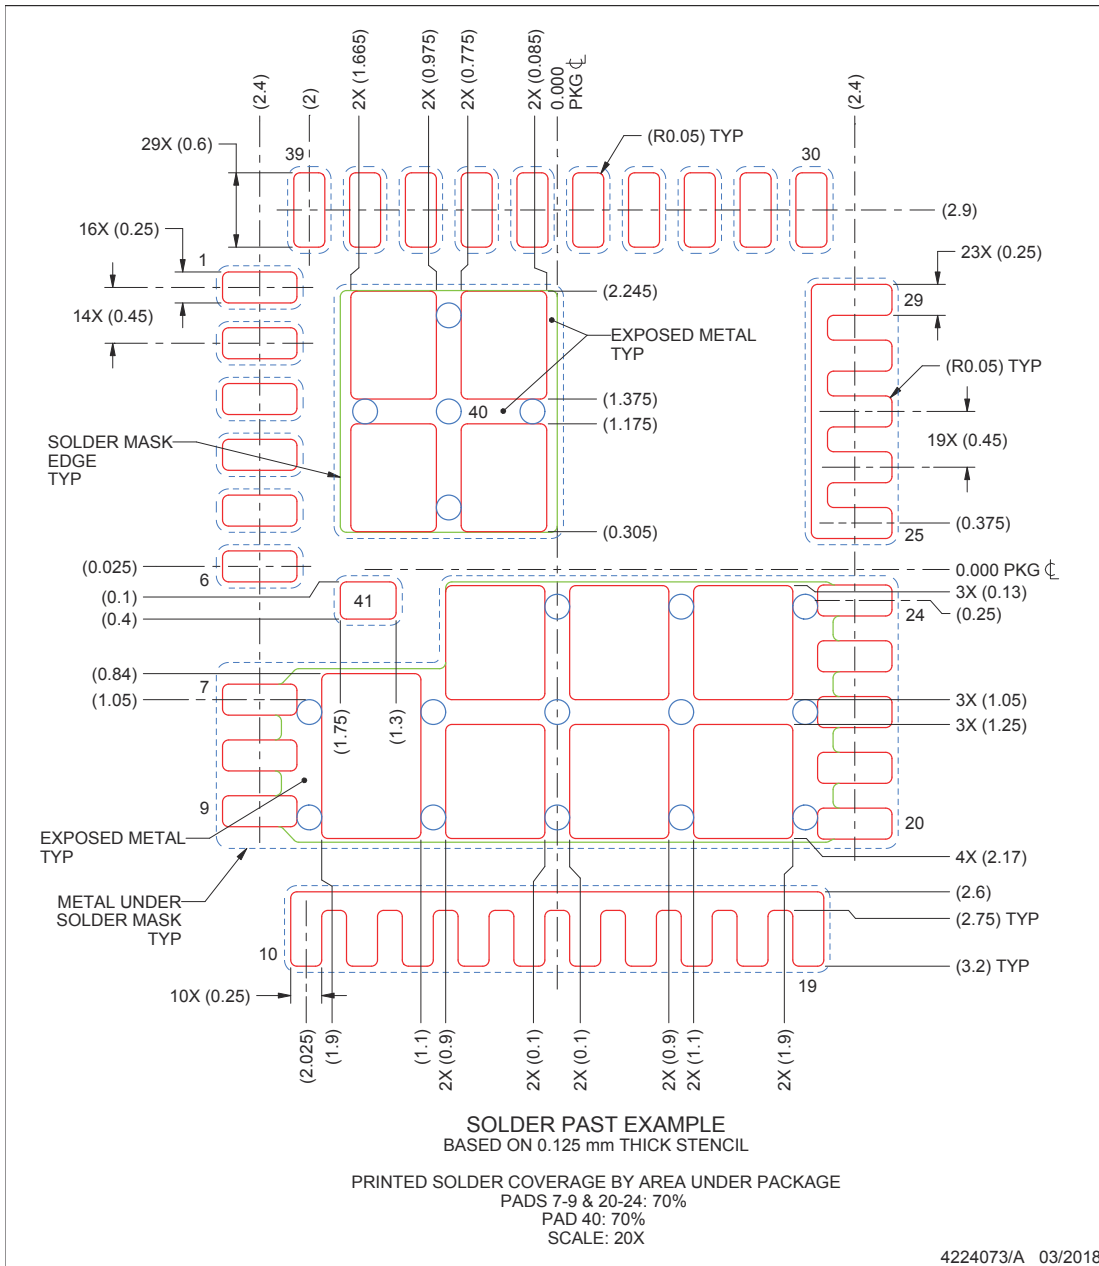 (2.4)
(2)
2X (1.665)
2X (0.975)
2X (0.775)
2X (0.085)
0.000
PKG ℄
(2.4)
29X (0.6)
39
(R0.05) TYP
30
(2.9)
16X (0.25)
1
14X (0.45)
23X (0.25)
29
(2.245)
EXPOSED METAL
TYP
(R0.05) TYP
(1.375)
40
(1.175)
SOLDER MASK
EDGE
TYP
19X (0.45)
(0.375)
(0.305)
25
(0.025)
6
0.000 PKG ℄
(0.1)
41
3X (0.13)
(0.4)
24
(0.25)
(0.84)
7
(1.05)
3X (1.05)
(1.75)
(1.3)
3X (1.25)
9
20
EXPOSED METAL
TYP
4X (2.17)
METAL UNDER
SOLDER MASK
TYP
(2.6)
(2.75) TYP
10
(3.2) TYP
19
10X (0.25)
(2.025)
(1.9)
(1.1)
2X (0.9)
2X (0.1)
2X (0.1)
2X (0.9)
2X (1.1)
2X (1.9)
SOLDER PAST EXAMPLE
BASED ON 0.125 mm THICK STENCIL
PRINTED SOLDER COVERAGE BY AREA UNDER PACKAGE
PADS 7-9 & 20-24: 70%
PAD 40: 70%
SCALE: 20X
4224073/A 03/2018